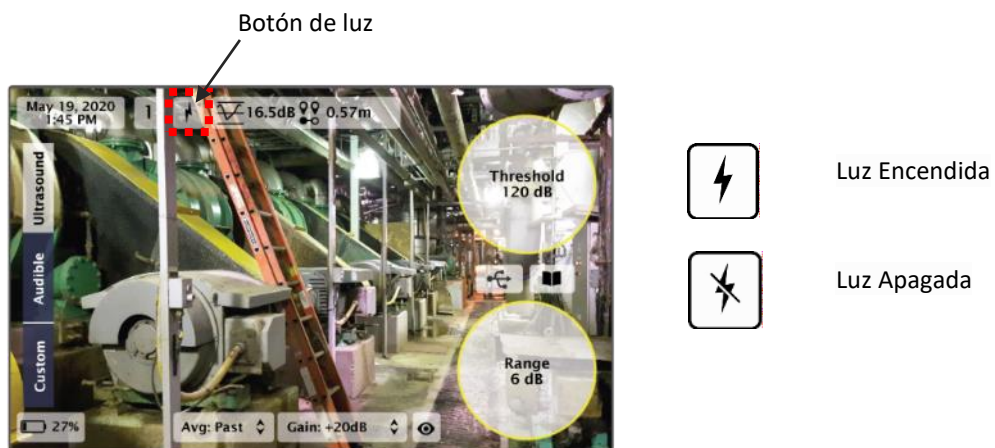 Botón de luz
May 19, 2020
1:45 PM
1
16.5dB
0.57m
Ultrasound
Audible
Custom
Threshold
120 dB
Range
6 dB
27%
Avg: Past
Gain: +20dB
Luz Encendida
Luz Apagada